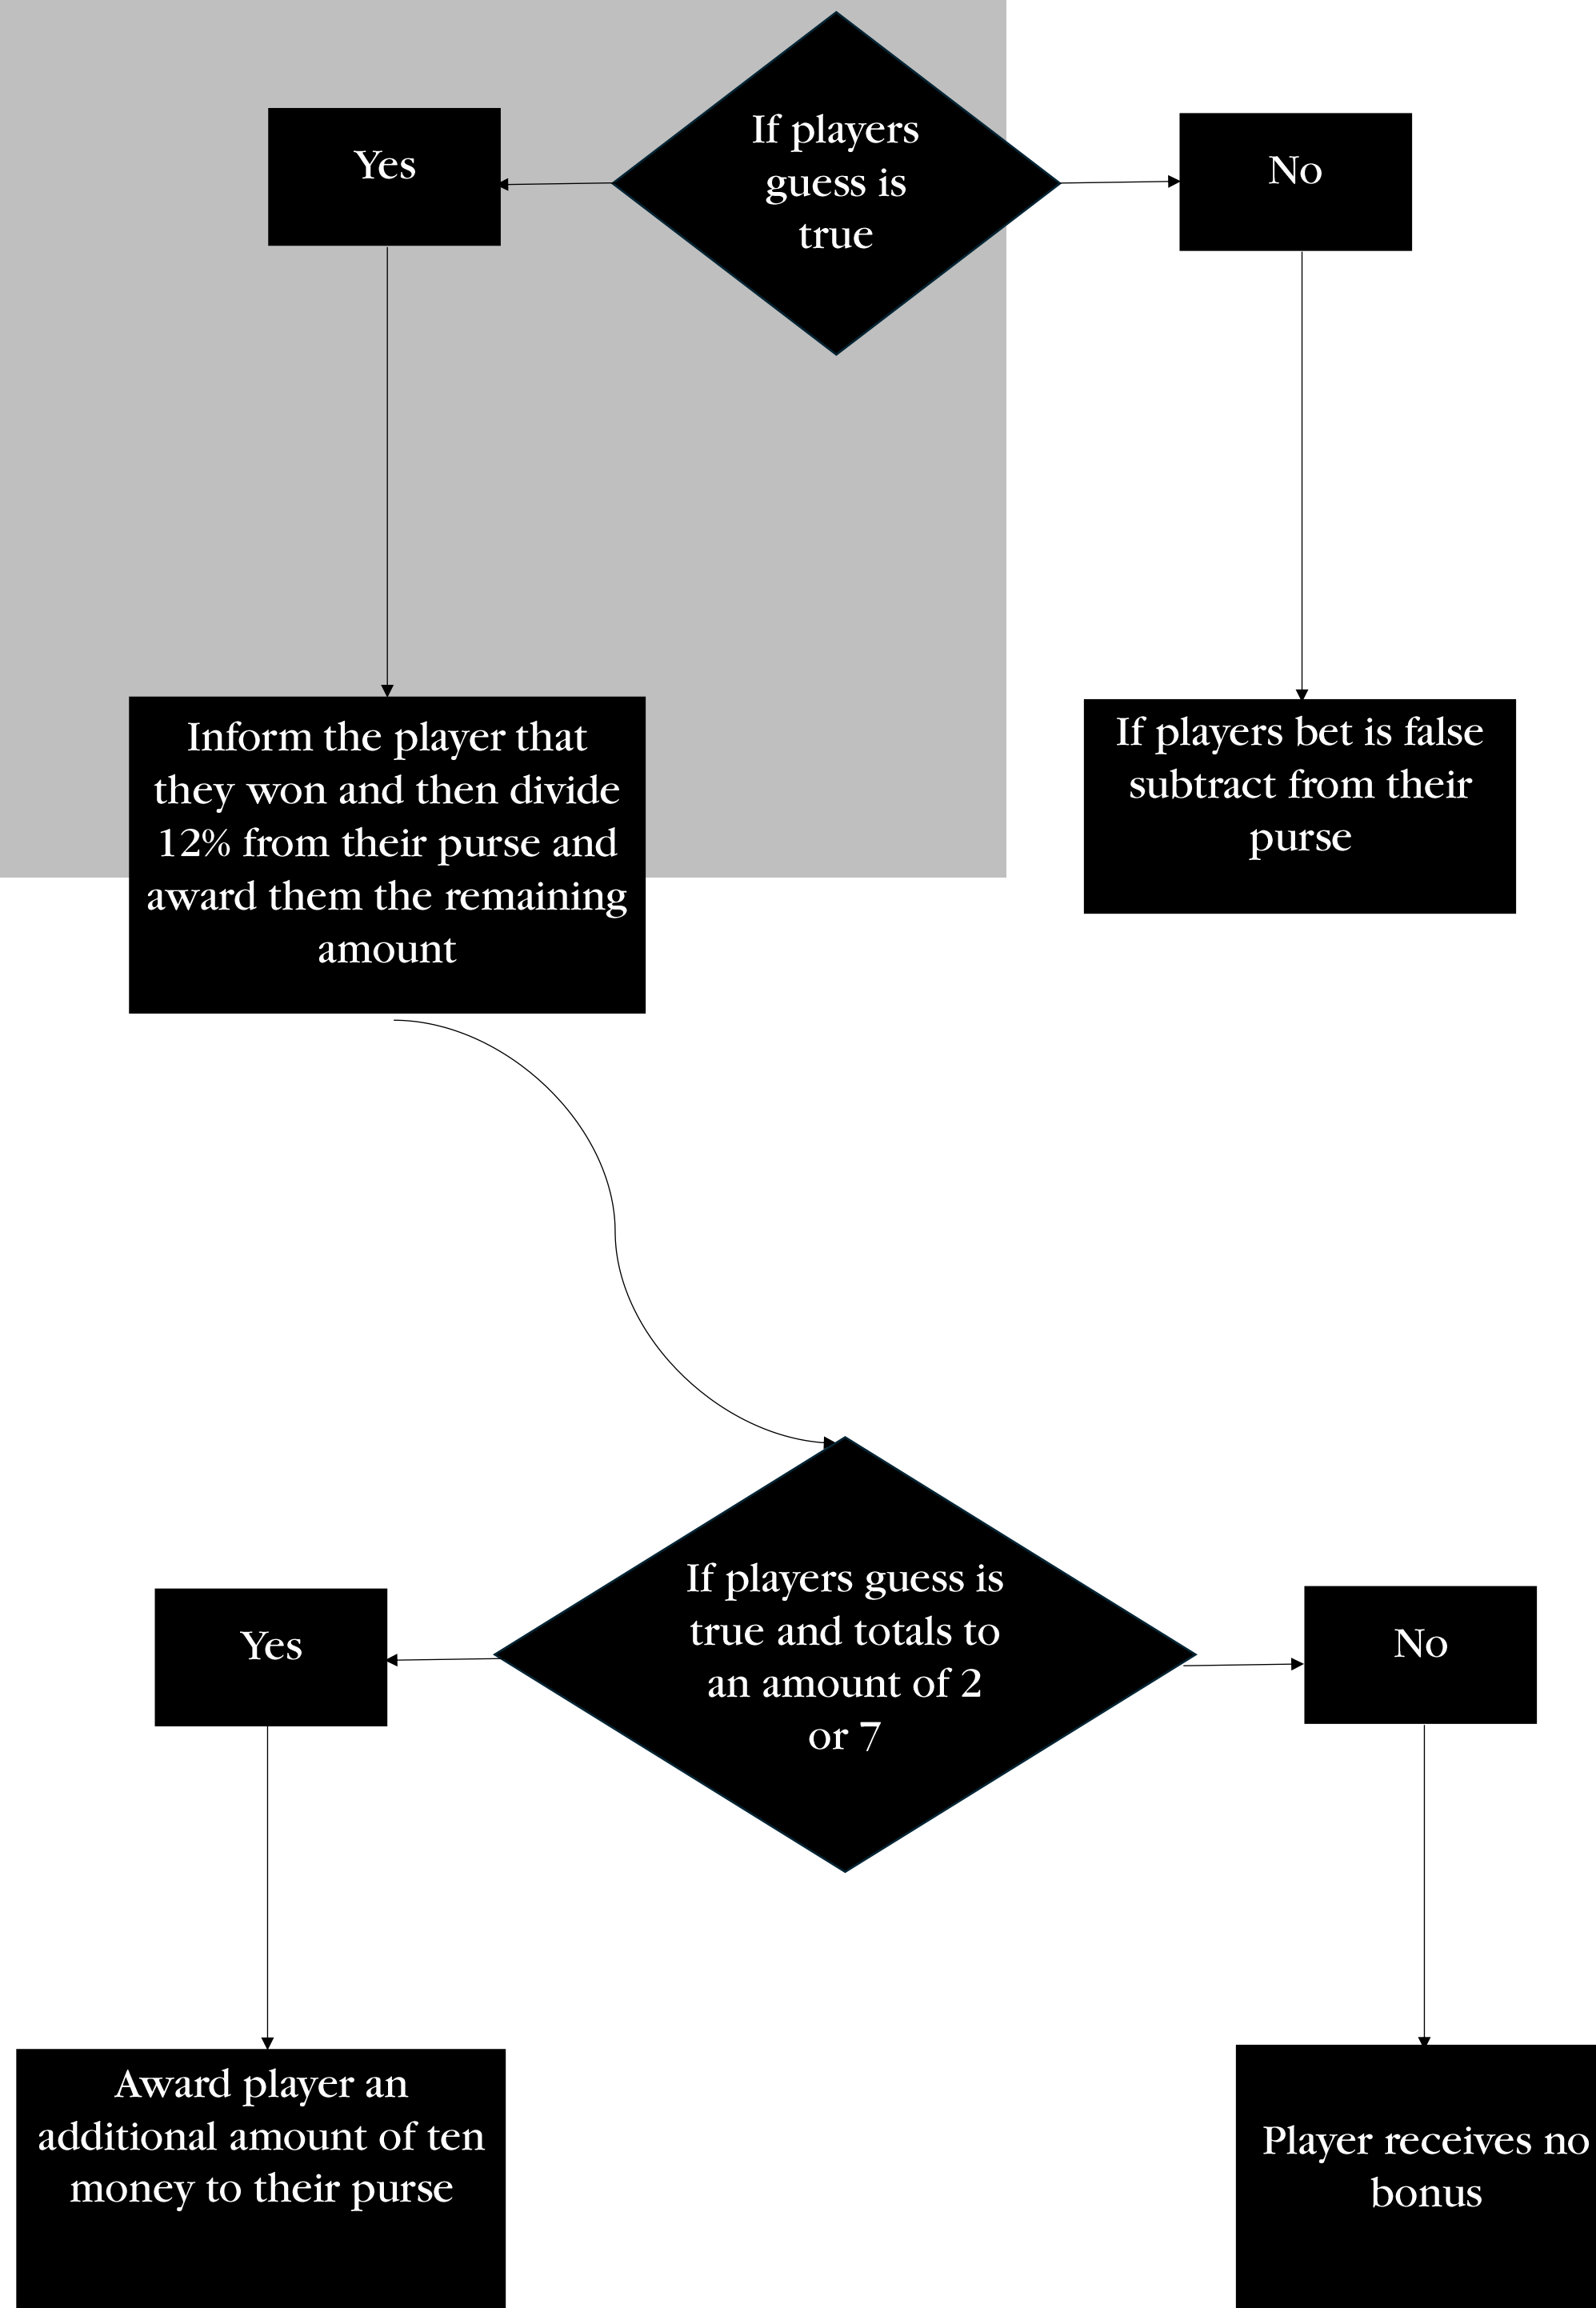 If players
guess is
true
Yes
No
Inform the player that
they won and then divide
12% from their purse and
award them the remaining
amount
If players bet is false
subtract from their
purse
If players guess is
true and totals to
an amount of 2
or 7
Yes
No
Award player an
additional amount of ten
money to their purse
Player receives no
bonus